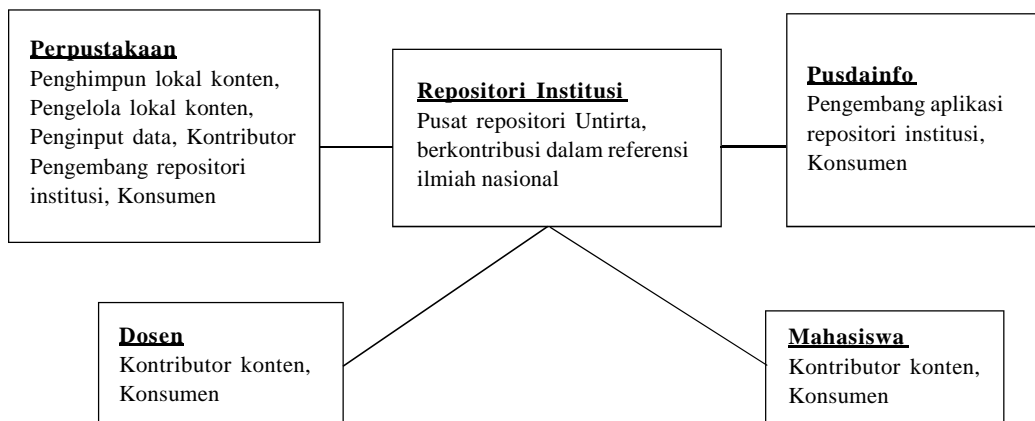 Perpustakaan
Penghimpun lokal konten,
Pengelola lokal konten,
Penginput data, Kontributor
Pengembang repositori
institusi, Konsumen
Repositori Institusi
Pusat repositori Untirta,
berkontribusi dalam referensi
ilmiah nasional
Pusdainfo
Pengembang aplikasi
repositori institusi,
Konsumen
Dosen
Kontributor konten,
Konsumen
Mahasiswa
Kontributor konten,
Konsumen